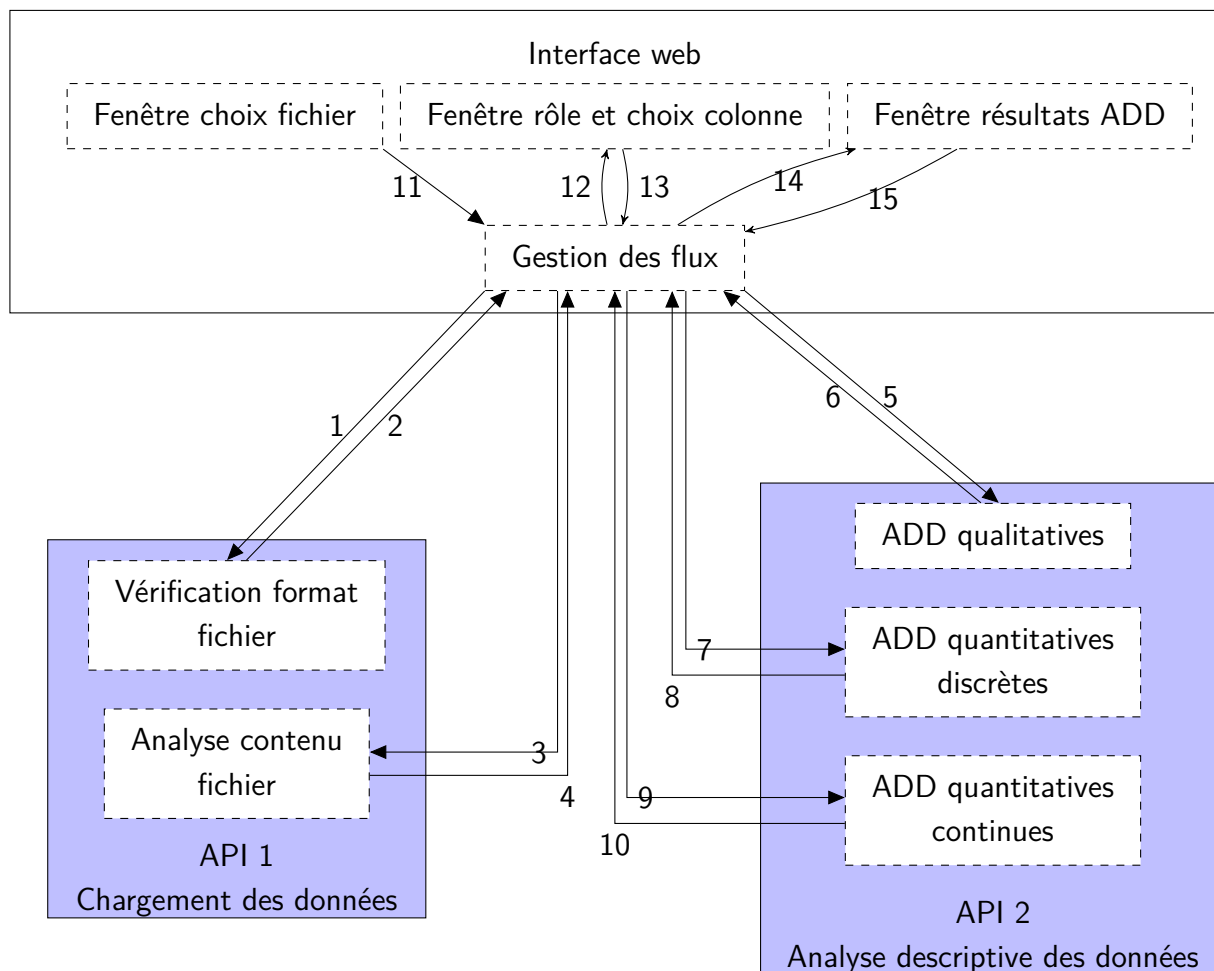 Interface web
Fenêtre choix fichier
Fenêtre rôle et choix colonne
Fenêtre résultats ADD
11
12
13
14
15
Gestion des flux
1
2
6
5
ADD qualitatives
Vérification format
fichier
ADD quantitatives
discrètes
7
8
Analyse contenu
fichier
3
4
ADD quantitatives
continues
9
10
API 1
Chargement des données
API 2
Analyse descriptive des données